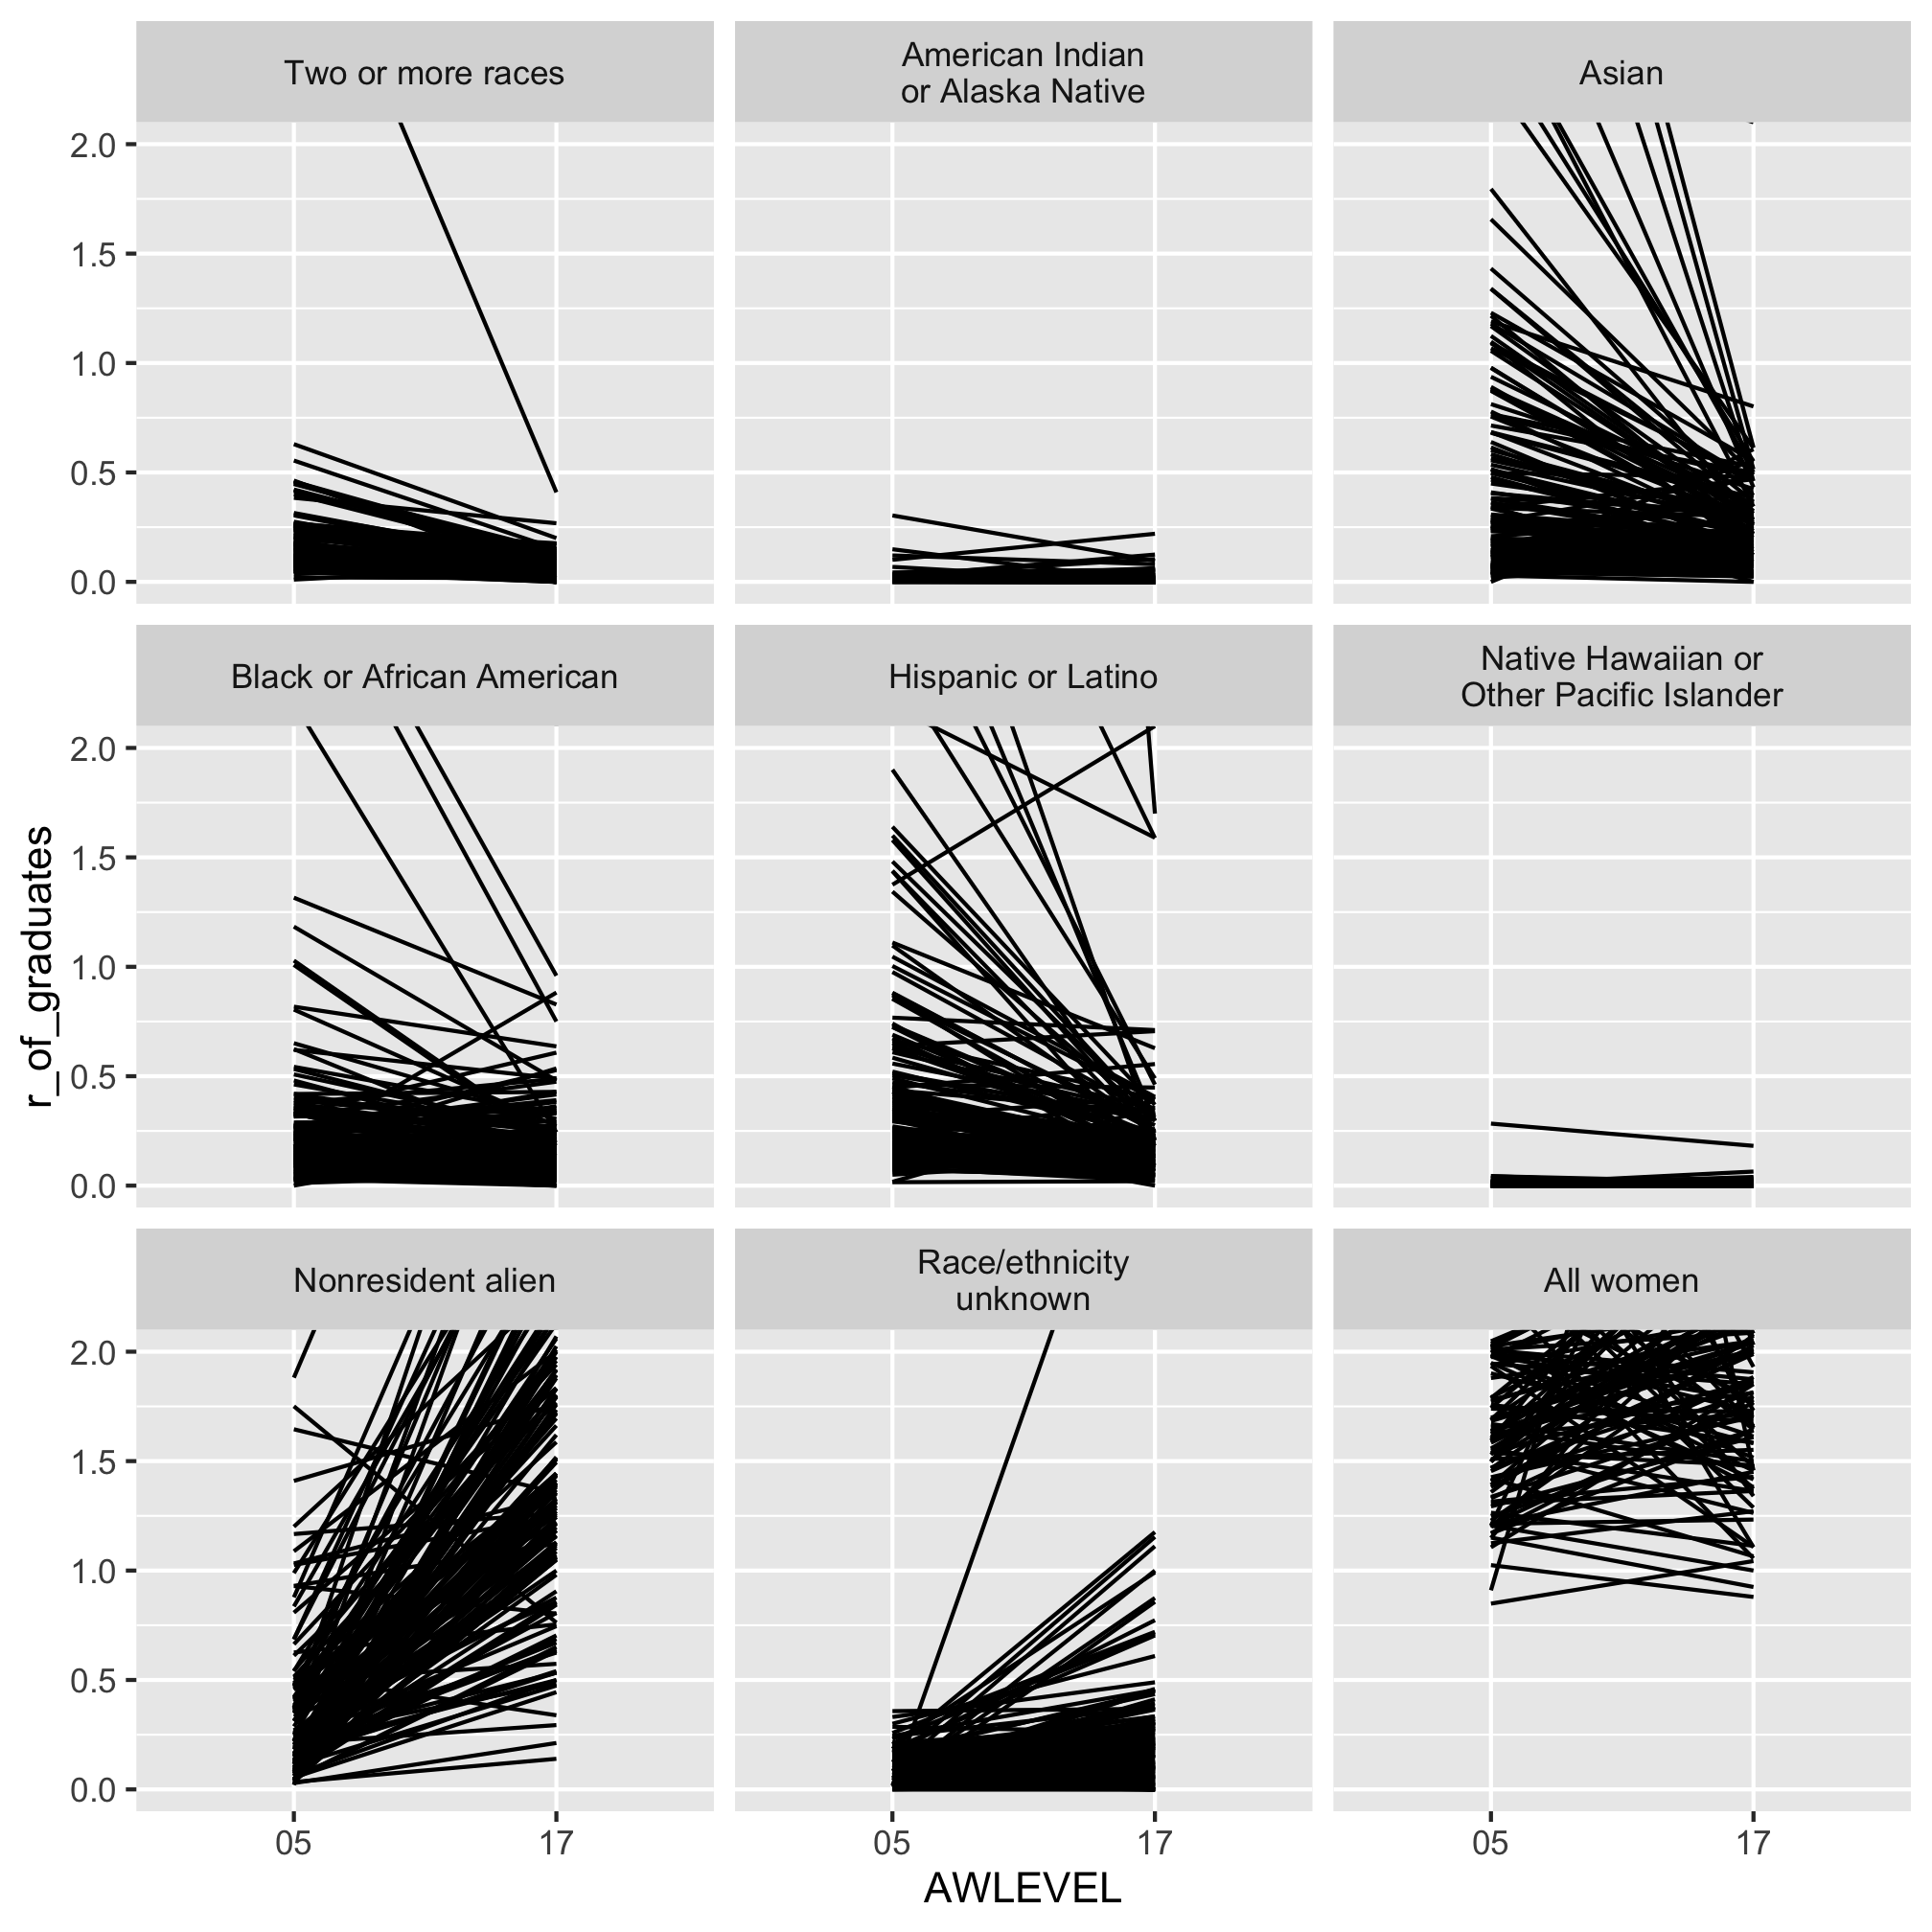 Two or more races
American Indian
or Alaska Native
Asian
2.0
1.5
1.0
0.5
0.0
Black or African American
Hispanic or Latino
Native Hawaiian or
Other Pacific Islander
2.0
1.5
1.0
0.5
0.0
r_of_graduates
Nonresident alien
Race/ethnicity
unknown
All women
2.0
1.5
1.0
0.5
0.0
05
17
05
17
05
17
AWLEVEL